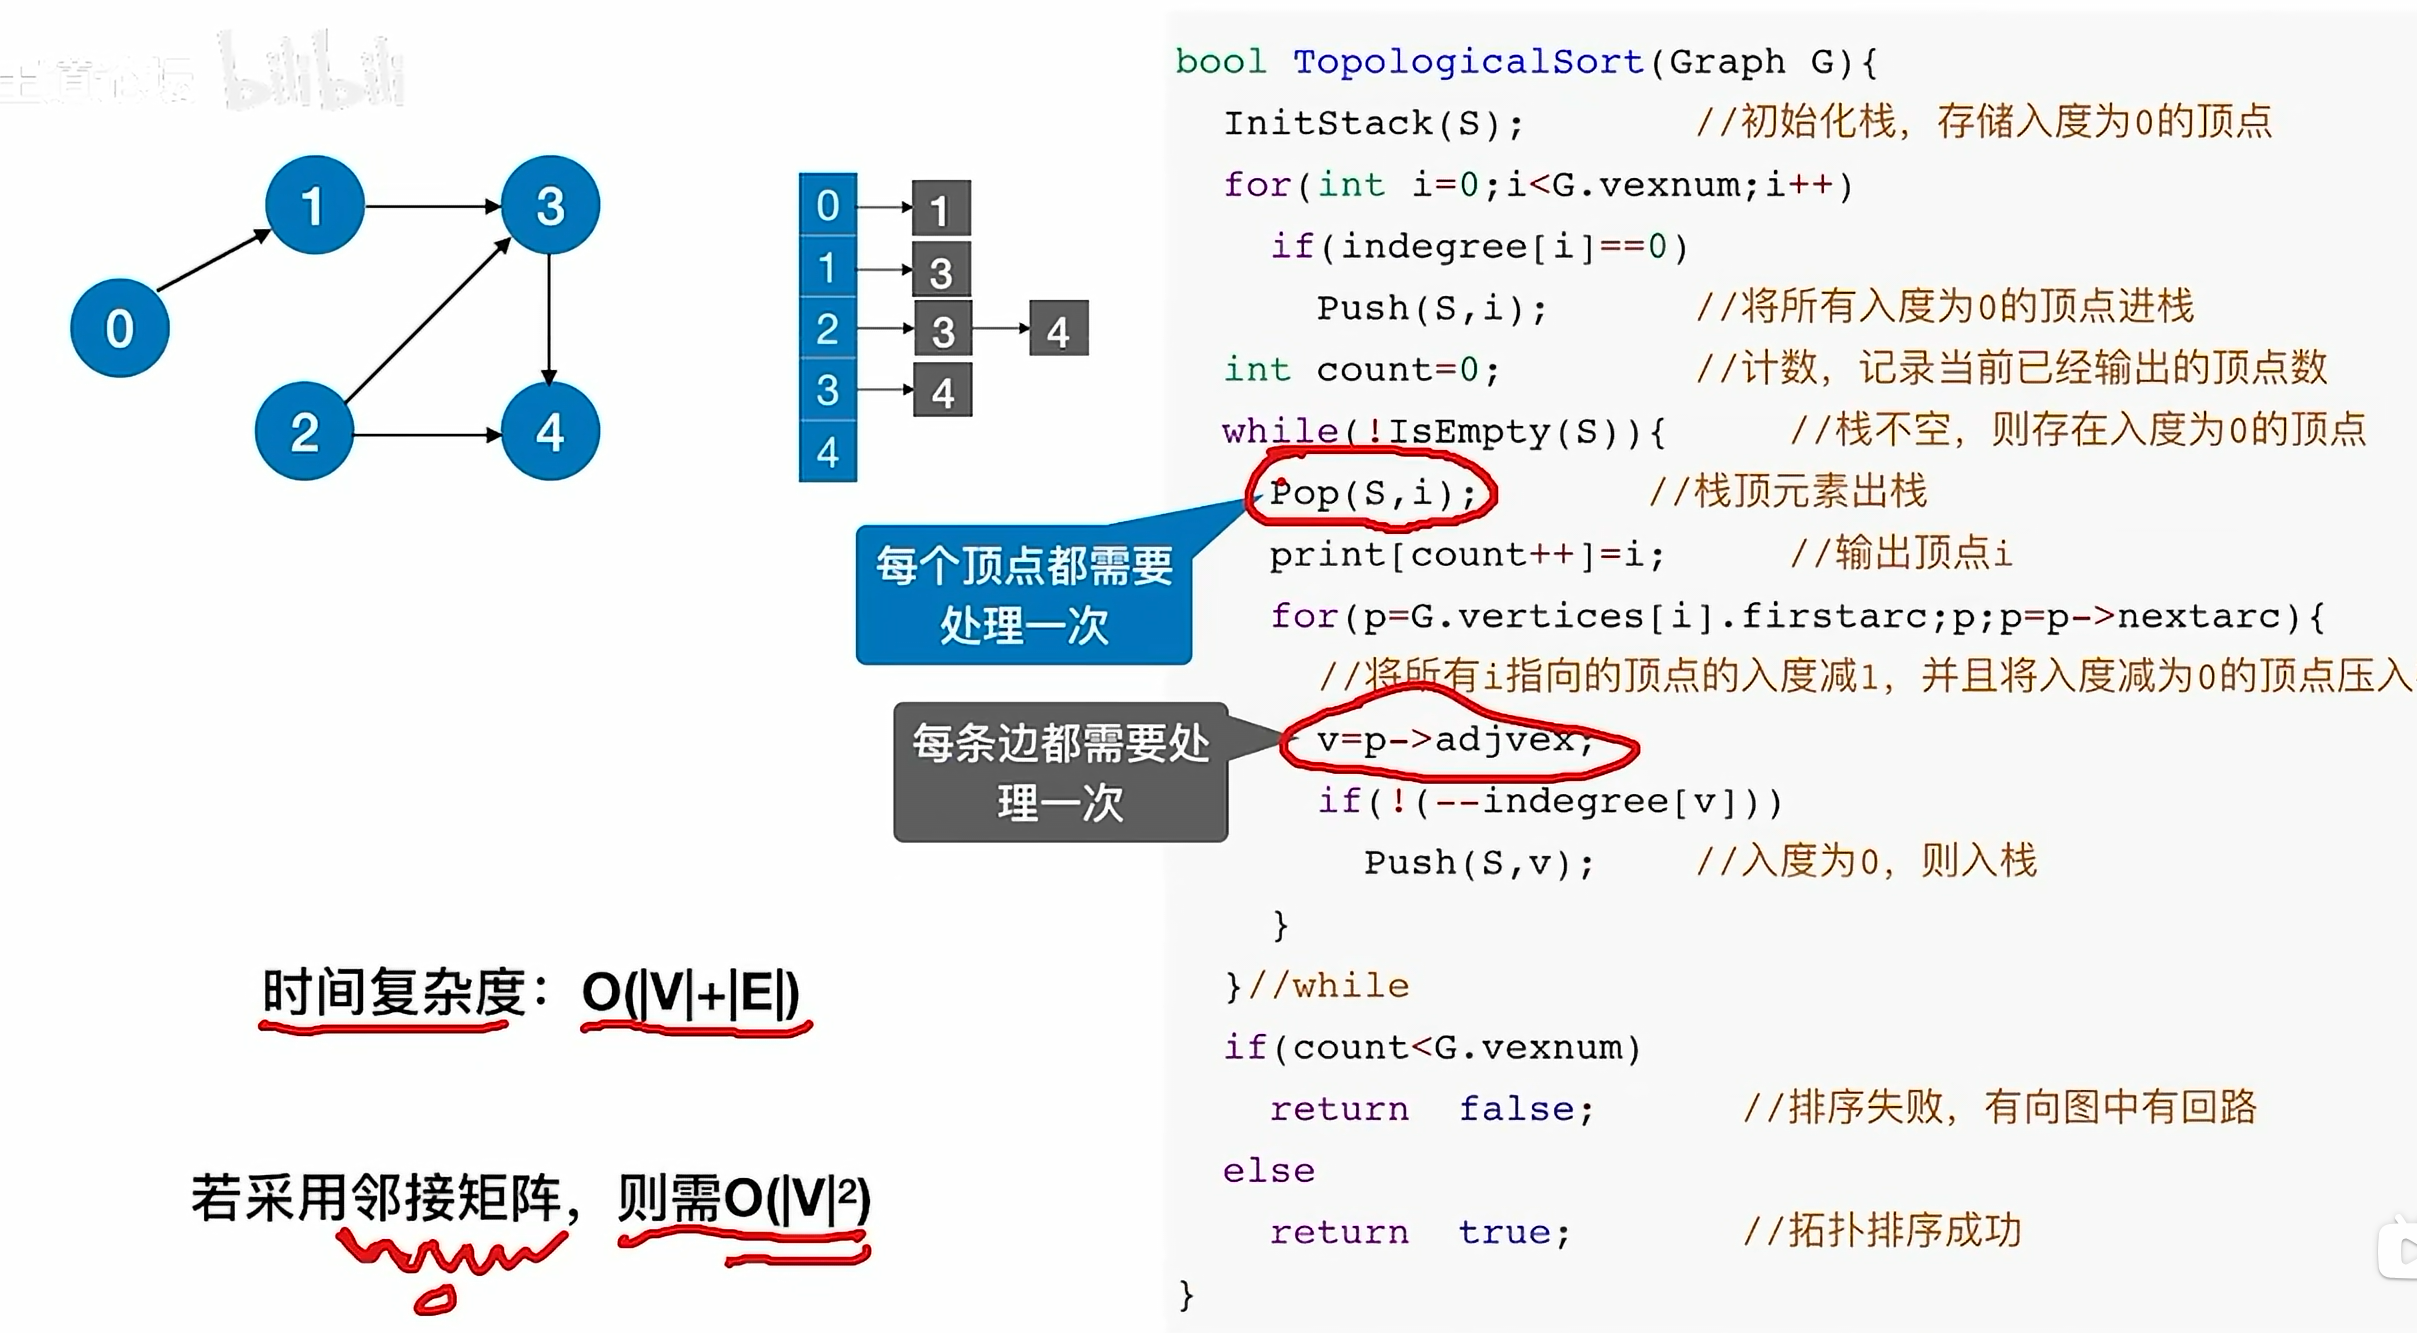 bilibili
1
3
0
2
4
0
1
1
3
2
3
4
3
4
4
每个顶点都需要
处理一次
每条边都需要处
理一次
时间复杂度：O(|V|+|E|)
若采用邻接矩阵，则需O(|V|²)
bool TopologicalSort(Graph G){
InitStack(S); //初始化栈，存储入度为0的顶点
for(int i=0;i<G.vexnum;i++)
if(indegree[i]==0)
Push(S,i); //将所有入度为0的顶点进栈
int count=0; //计数，记录当前已经输出的顶点数
while(!IsEmpty(S)){ //栈不空，则存在入度为0的顶点
Pop(S,i); //栈顶元素出栈
print[count++]=i; //输出顶点i
for(p=G.vertices[i].firstarc;p;p=p->nextarc){
//将所有i指向的顶点的入度减1，并且将入度减为0的顶点压入
v=p->adjvex;
if(!(--indegree[v]))
Push(S,v); //入度为0，则入栈
}
}//while
if(count<G.vexnum)
return false; //排序失败，有向图中有回路
else
return true; //拓扑排序成功
}